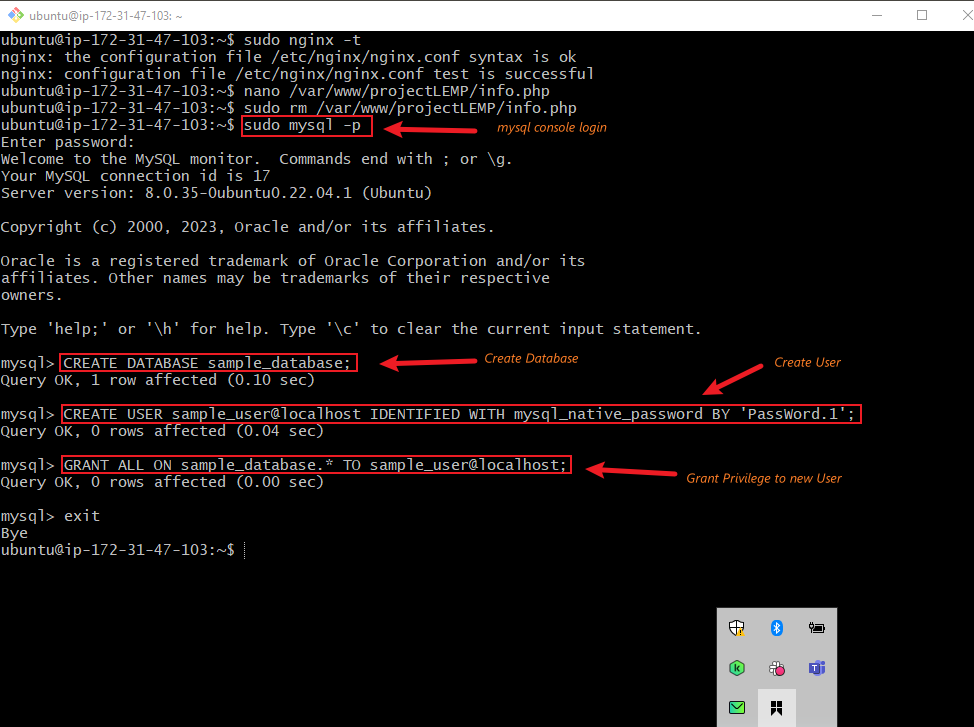 ubuntu@ip-172-31-47-103: ~
ubuntu@ip-172-31-47-103:~$ sudo nginx -t
nginx: the configuration file /etc/nginx/nginx.conf syntax is ok
nginx: configuration file /etc/nginx/nginx.conf test is successful
ubuntu@ip-172-31-47-103:~$ nano /var/www/projectLEMP/info.php
ubuntu@ip-172-31-47-103:~$ sudo rm /var/www/projectLEMP/info.php
ubuntu@ip-172-31-47-103:~$ sudo mysql -p
mysql console login
Enter password:
Welcome to the MySQL monitor.  Commands end with ; or \g.
Your MySQL connection id is 17
Server version: 8.0.35-0ubuntu0.22.04.1 (Ubuntu)
Copyright (c) 2000, 2023, Oracle and/or its affiliates.
Oracle is a registered trademark of Oracle Corporation and/or its
affiliates. Other names may be trademarks of their respective
owners.
Type 'help;' or '\h' for help. Type '\c' to clear the current input statement.
mysql> CREATE DATABASE sample_database;
Create Database
Query OK, 1 row affected (0.10 sec)
Create User
mysql> CREATE USER sample_user@localhost IDENTIFIED WITH mysql_native_password BY 'PassWord.1';
Query OK, 0 rows affected (0.04 sec)
mysql> GRANT ALL ON sample_database.* TO sample_user@localhost;
Grant Privilege to new User
Query OK, 0 rows affected (0.00 sec)
mysql> exit
Bye
ubuntu@ip-172-31-47-103:~$